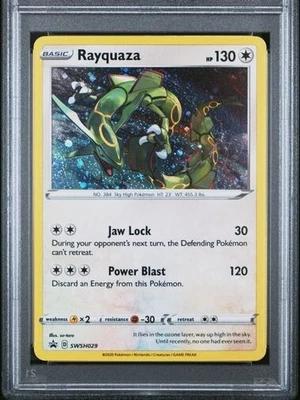 BASIC Rayquaza HP 130
NO. 384 Sky High Pokémon HT: 23' WT: 455.3 lbs.
Jaw Lock 30
During your opponent's next turn, the Defending Pokémon
can't retreat.
Power Blast 120
Discard an Energy from this Pokémon.
weakness ×2 resistance -30 retreat
Illus.
D SWSH029
It flies in the ozone layer, way up high in the sky.
Until recently, no one had ever seen it.
©2020 Pokémon / Nintendo / Creatures / GAME FREAK